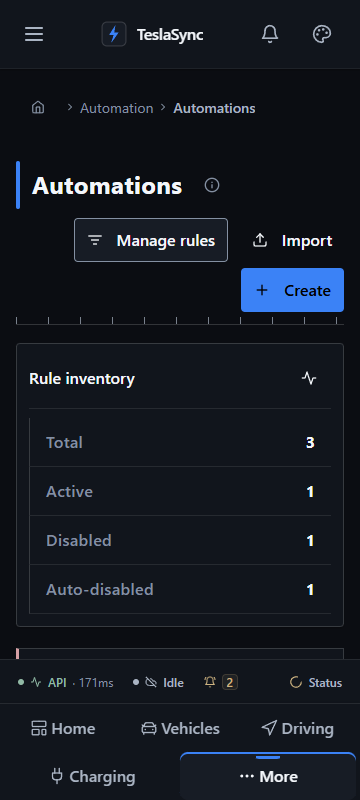 TeslaSync
Automation Automations
Automations
Manage rules Import
Create
Rule inventory
Total 3
Active 1
Disabled 1
Auto-disabled 1
API · 171ms Idle 2 Status
Home Vehicles Driving
Charging More